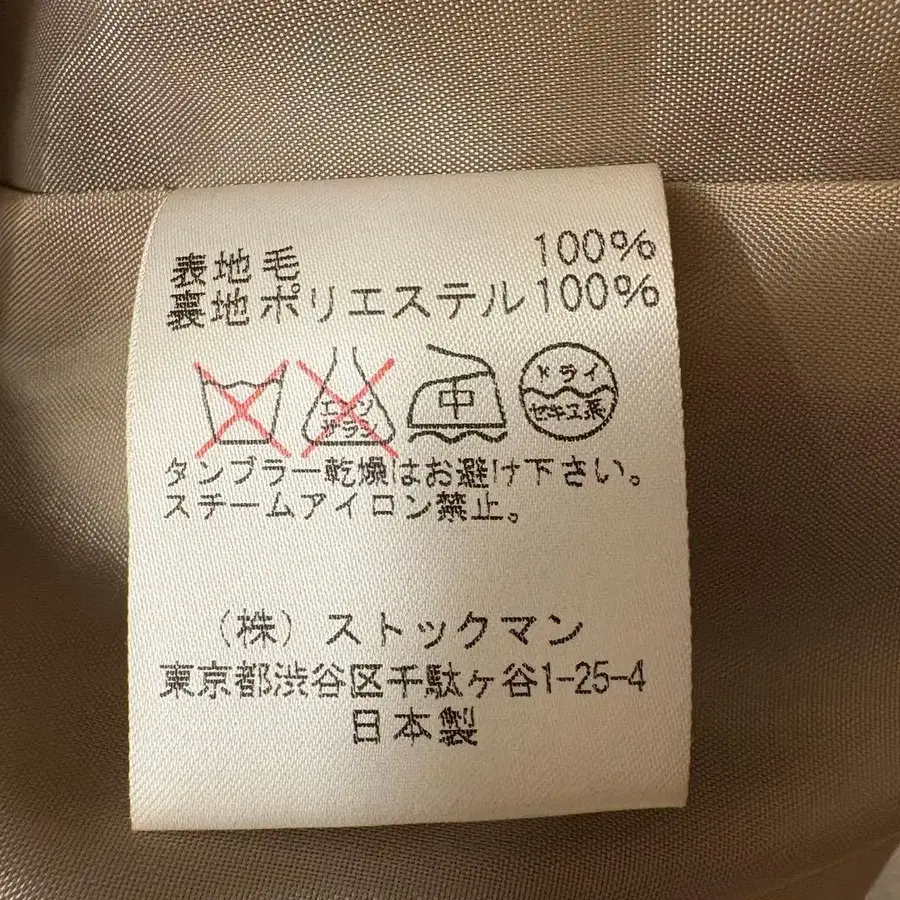 表地 毛 100%
裏地 ポリエステル 100%
エンソ サラシ
中
ドライ
セキユ系
タンブラー乾燥はお避け下さい。
スチームアイロン禁止。
(株) ストックマン
東京都渋谷区千駄ヶ谷1-25-4
日本製